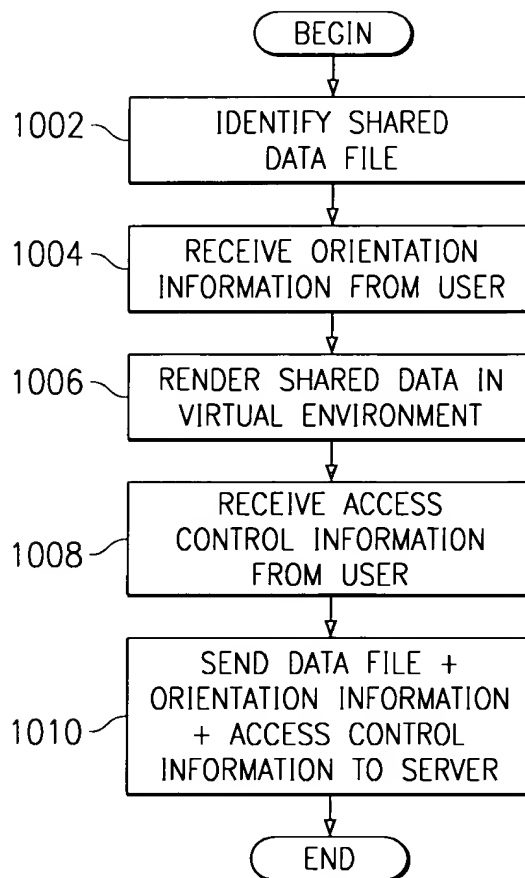 BEGIN
1002
IDENTIFY SHARED
DATA FILE
1004
RECEIVE ORIENTATION
INFORMATION FROM USER
1006
RENDER SHARED DATA IN
VIRTUAL ENVIRONMENT
1008
RECEIVE ACCESS
CONTROL INFORMATION
FROM USER
1010
SEND DATA FILE +
ORIENTATION INFORMATION
+ ACCESS CONTROL
INFORMATION TO SERVER
END